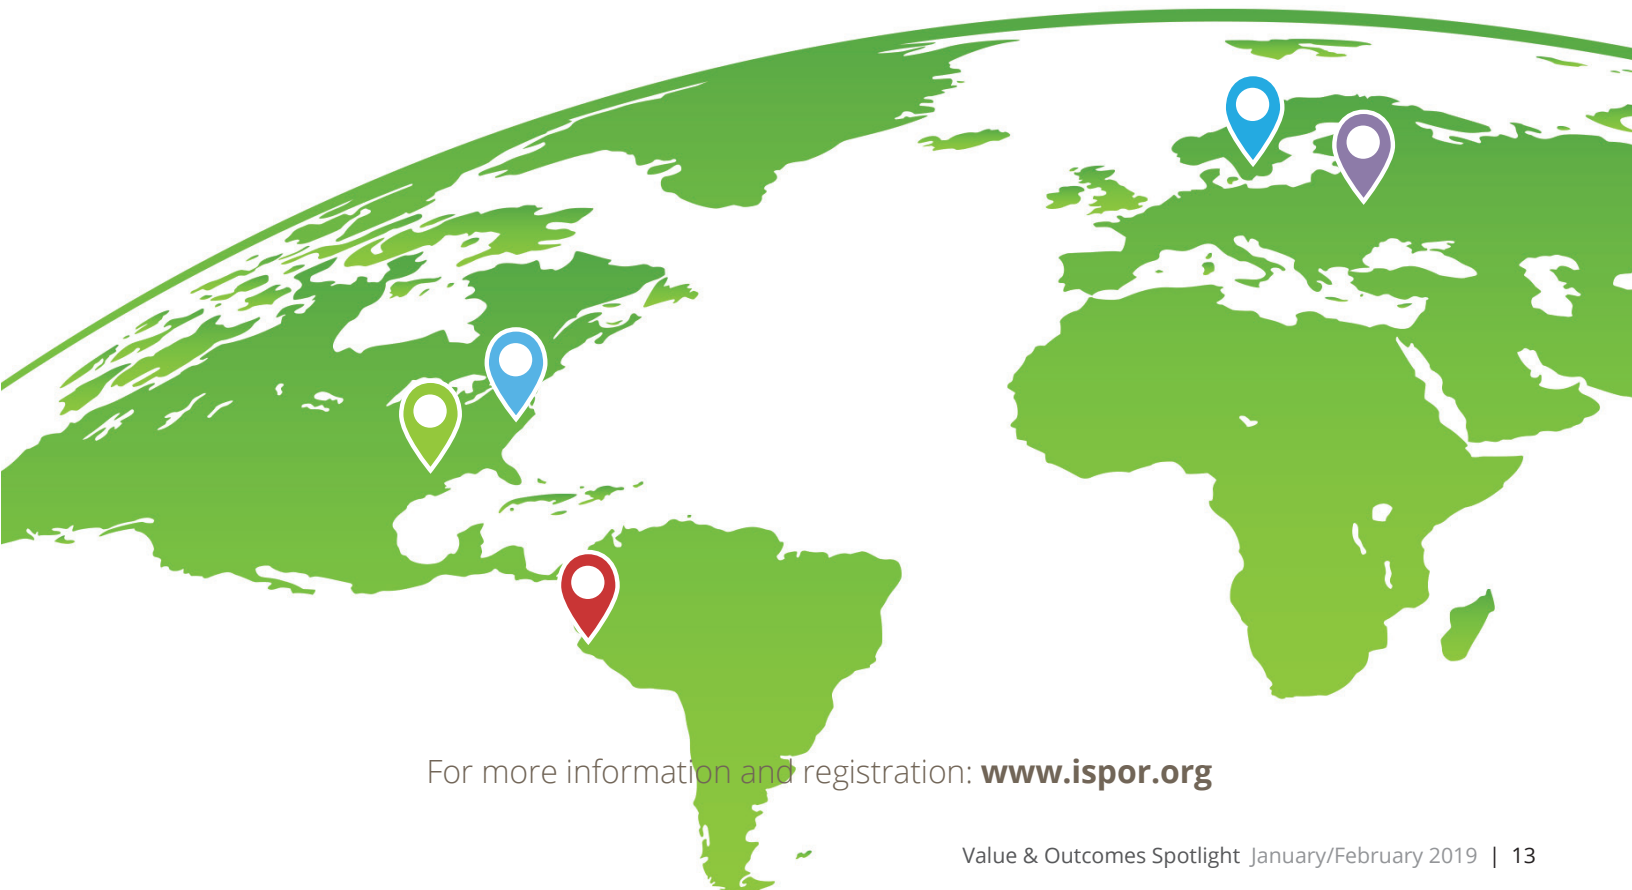 For more information and registration: www.ispor.org
Value & Outcomes Spotlight January/February 2019 | 13